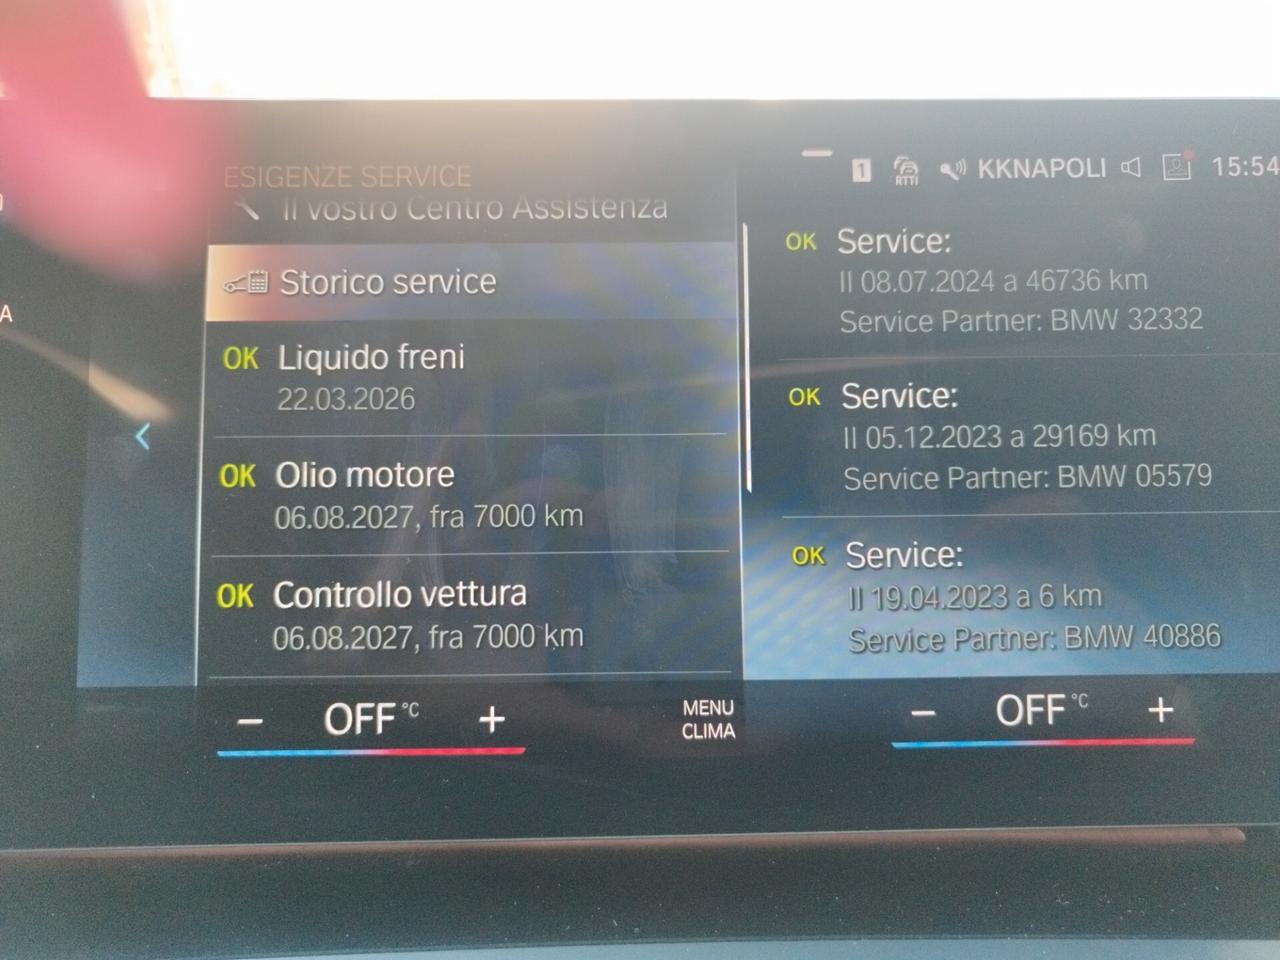 ESIGENZE SERVICE
Il vostro Centro Assistenza
Storico service
OK Liquido freni
22.03.2026
OK Olio motore
06.08.2027, fra 7000 km
OK Controllo vettura
06.08.2027, fra 7000 km
1 RTTI KKNAPOLI 15:54
OK Service:
Il 08.07.2024 a 46736 km
Service Partner: BMW 32332
OK Service:
Il 05.12.2023 a 29169 km
Service Partner: BMW 05579
OK Service:
Il 19.04.2023 a 6 km
Service Partner: BMW 40886
A
- OFF °C +
MENU
CLIMA
- OFF °C +